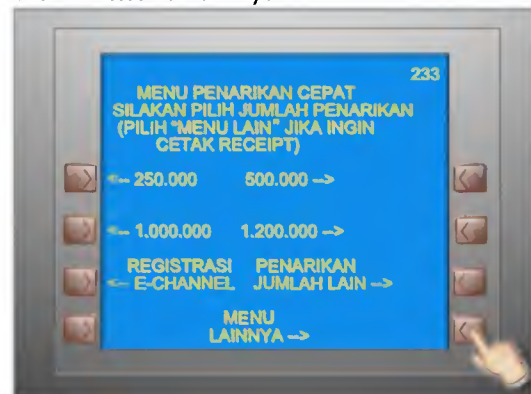 233
MENU PENARIKAN CEPAT
SILAKAN PILIH JUMLAH PENARIKAN
(PILIH "MENU LAIN" JIKA INGIN
CETAK RECEIPT)
<-- 250.000 500.000 -->
<-- 1.000.000 1.200.000 -->
REGISTRASI PENARIKAN
<-- E-CHANNEL JUMLAH LAIN -->
MENU
LAINNYA -->